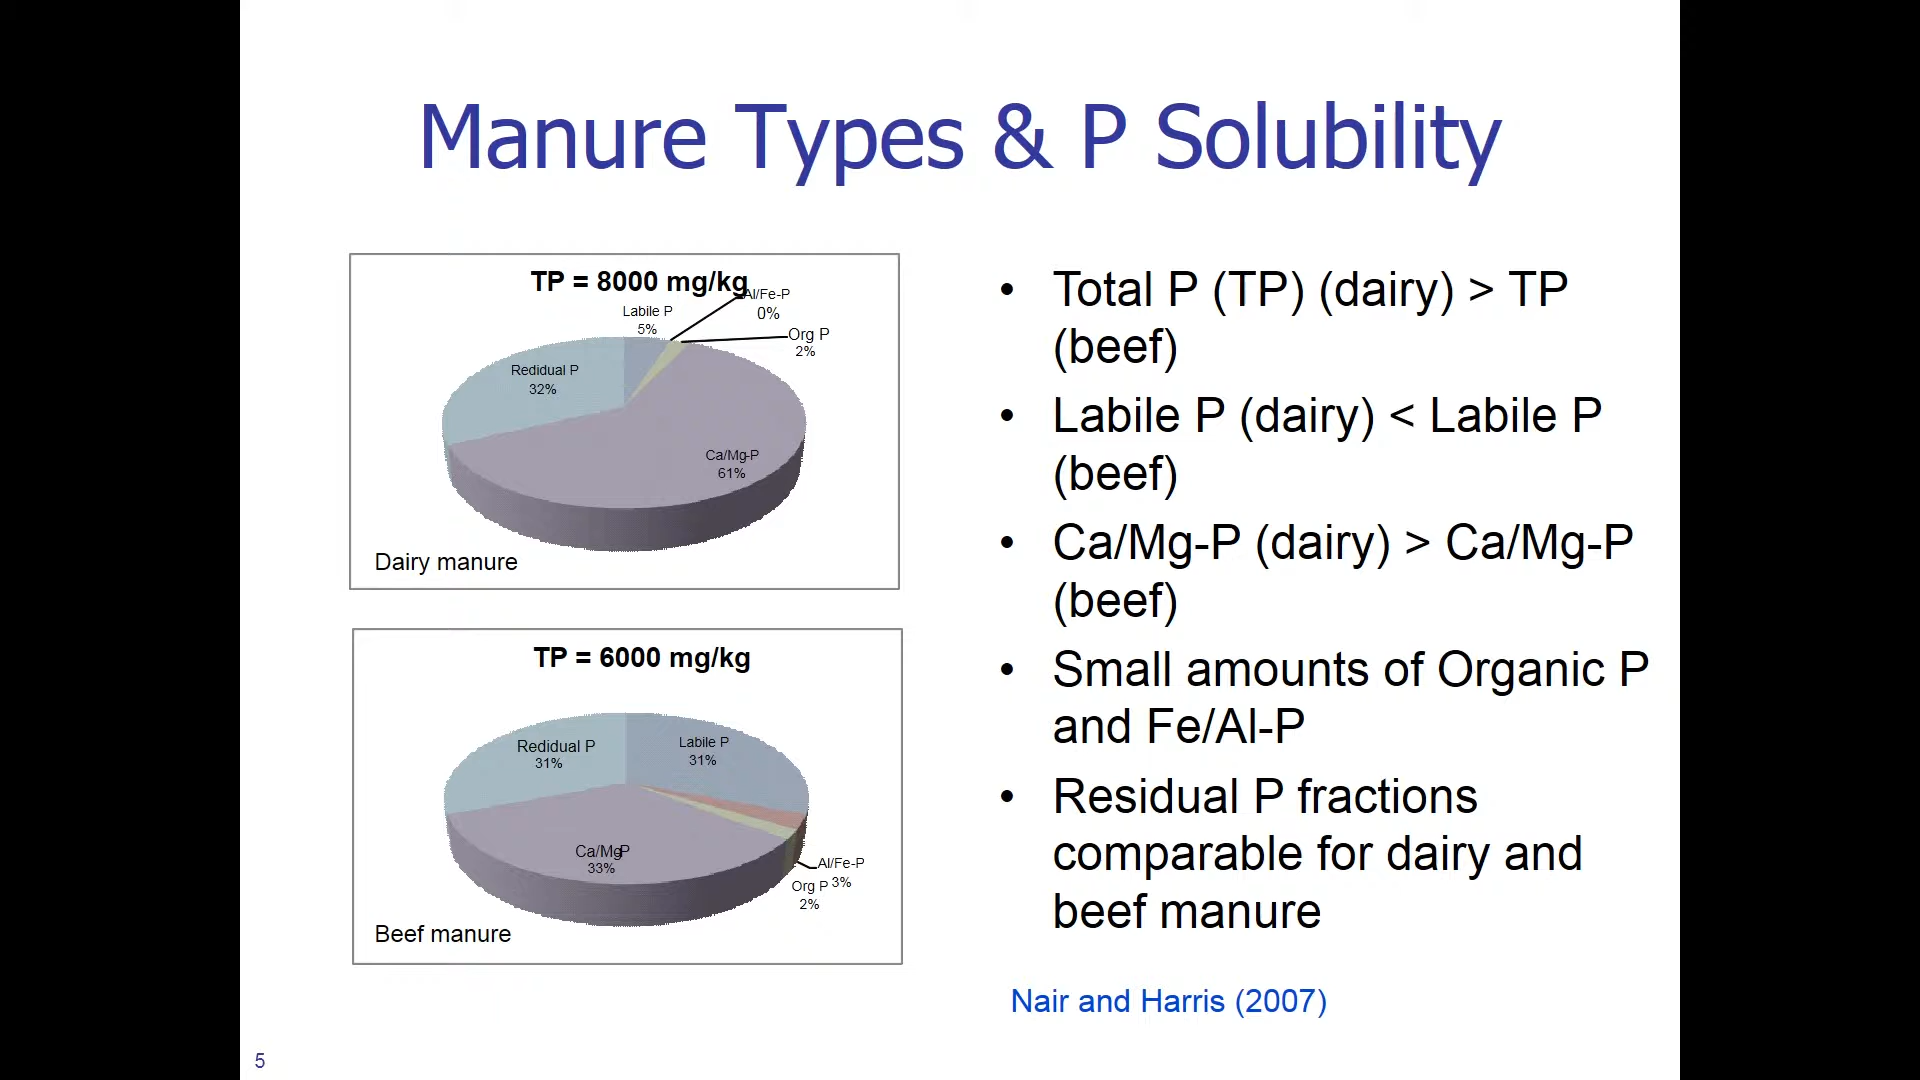 Manure Types & P Solubility
TP = 8000 mg/kg
Al/Fe-P
0%
Labile P
5%
Org P
2%
Redidual P
32%
Ca/Mg-P
61%
Dairy manure
TP = 6000 mg/kg
Redidual P
31%
Labile P
31%
Ca/Mg-P
33%
Al/Fe-P
3%
Org P
2%
Beef manure
• Total P (TP) (dairy) > TP
(beef)
• Labile P (dairy) < Labile P
(beef)
• Ca/Mg-P (dairy) > Ca/Mg-P
(beef)
• Small amounts of Organic P
and Fe/Al-P
• Residual P fractions
comparable for dairy and
beef manure
Nair and Harris (2007)
5